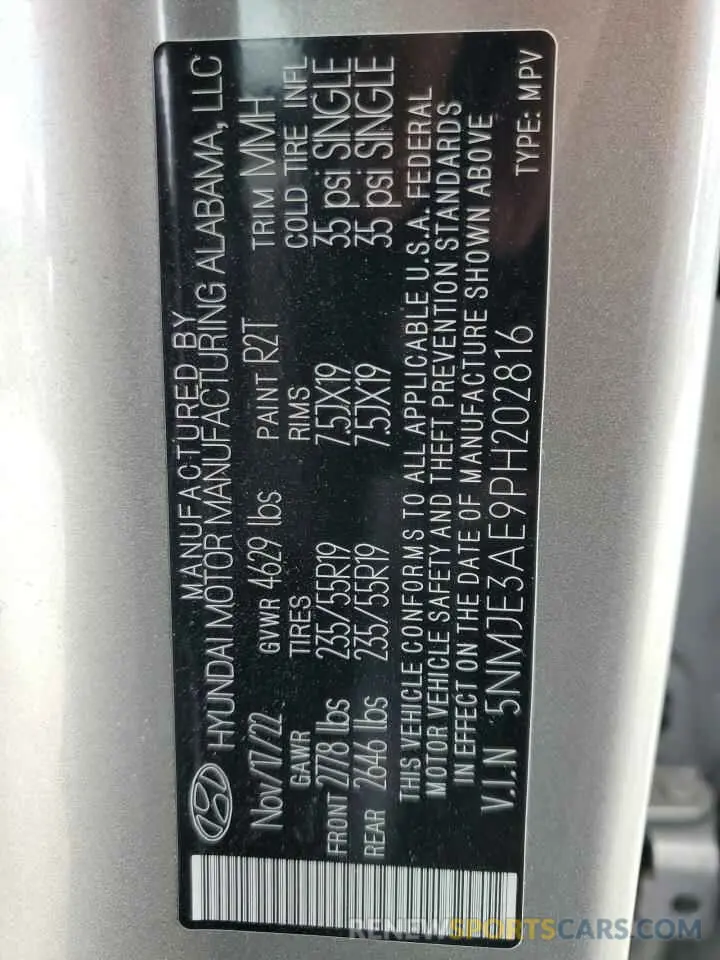 MANUFACTURED BY
HYUNDAI MOTOR MANUFACTURING ALABAMA, LLC
Nov/17/22 GVWR 4629 lbs PAINT R2T TRIM MMH
GAWR TIRES RIMS COLD TIRE INFL
FRONT 2778 lbs 235/55R19 7.5JX19 35 psi SINGLE
REAR 2646 lbs 235/55R19 7.5JX19 35 psi SINGLE
THIS VEHICLE CONFORMS TO ALL APPLICABLE U.S.A. FEDERAL
MOTOR VEHICLE SAFETY AND THEFT PREVENTION STANDARDS
IN EFFECT ON THE DATE OF MANUFACTURE SHOWN ABOVE
V.I.N 5NMJE3AE9PH202816 TYPE: MPV
RENEWSPORTSCARS.COM